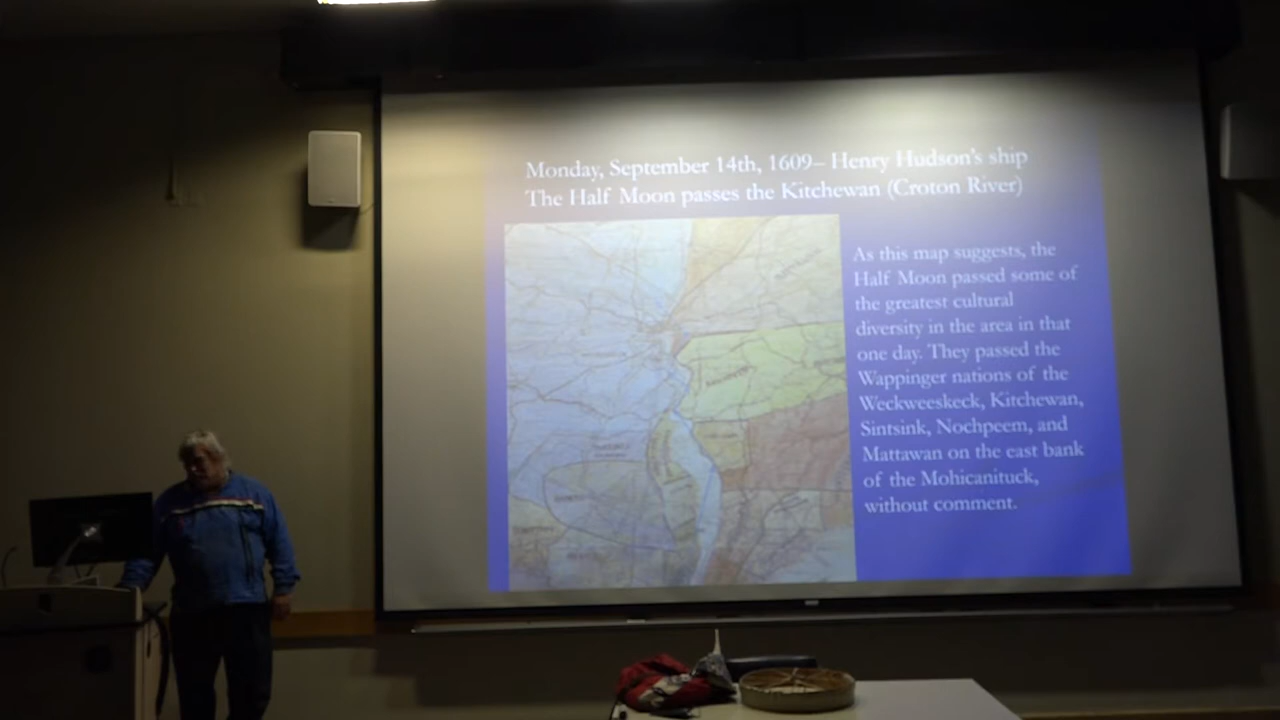 Monday, September 14th, 1609– Henry Hudson's ship
The Half Moon passes the Kitchewan (Croton River)
As this map suggests, the
Half Moon passed some of
the greatest cultural
diversity in the area in that
one day. They passed the
Wappinger nations of the
Weckweeskeck, Kitchewan,
Sintsink, Nochpeem, and
Mattawan on the east bank
of the Mohicanituck,
without comment.